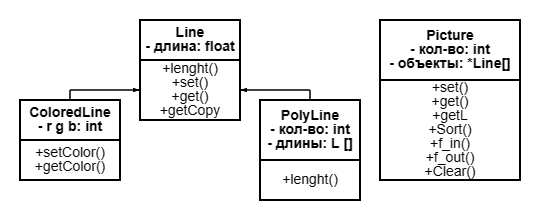 Line
- длина: float
+lenght()
+set()
+get()
+getCopy
ColoredLine
- r g b: int
+setColor()
+getColor()
PolyLine
- кол-во: int
- длины: L []
+lenght()
Picture
- кол-во: int
- объекты: *Line[]
+set()
+get()
+getL
+Sort()
+f_in()
+f_out()
+Clear()